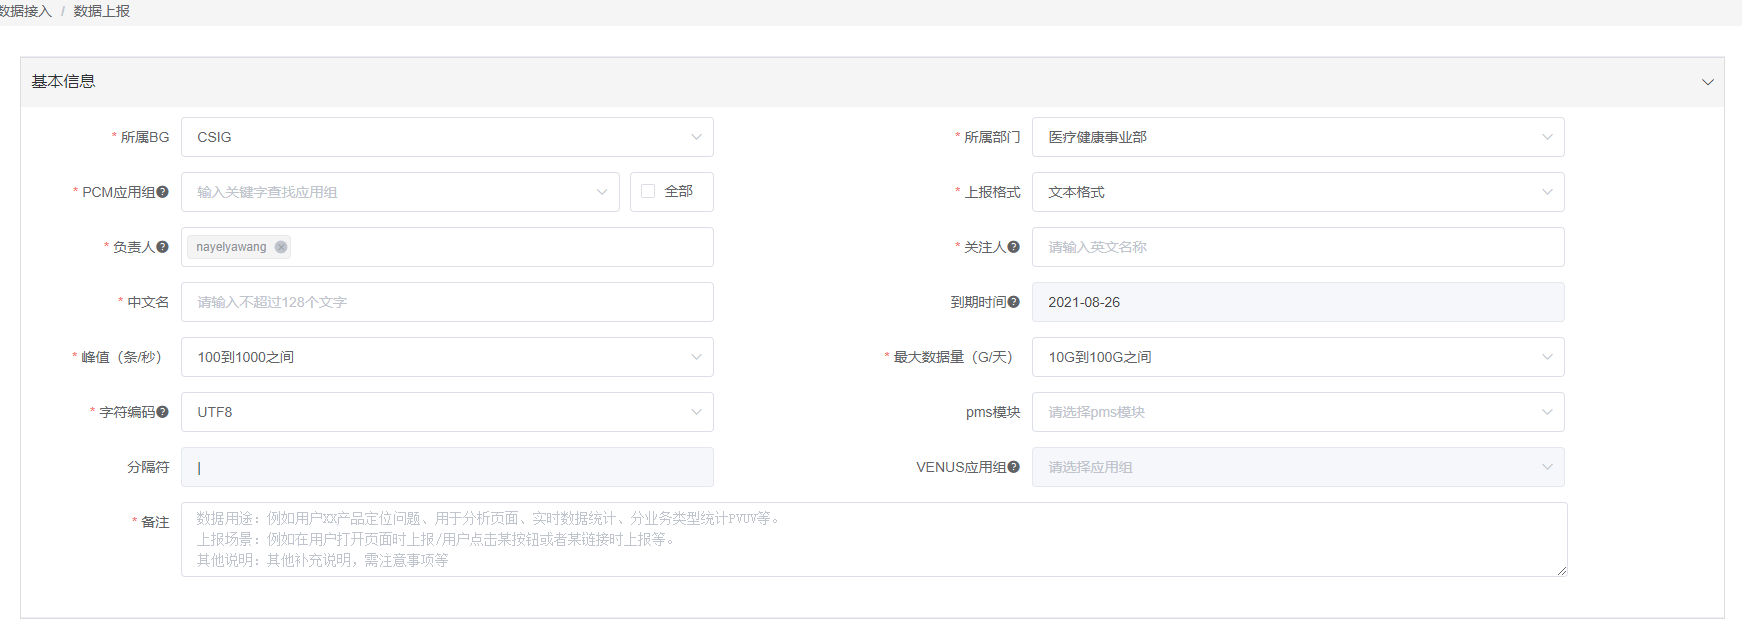 数据接入 / 数据上报
基本信息
* 所属BG CSIG * 所属部门 医疗健康事业部
* PCM应用组 输入关键字查找应用组 全部 * 上报格式 文本格式
* 负责人 nayelyawang * 关注人 请输入英文名称
* 中文名 请输入不超过128个文字 到期时间 2021-08-26
* 峰值（条/秒） 100到1000之间 * 最大数据量（G/天） 10G到100G之间
* 字符编码 UTF8 pms模块 请选择pms模块
分隔符 | VENUS应用组 请选择应用组
* 备注 数据用途：例如用户XX产品定位问题、用于分析页面、实时数据统计、分业务类型统计PVUV等。
上报场景：例如在用户打开页面时上报/用户点击某按钮或者某链接时上报等。
其他说明：其他补充说明，需注意事项等